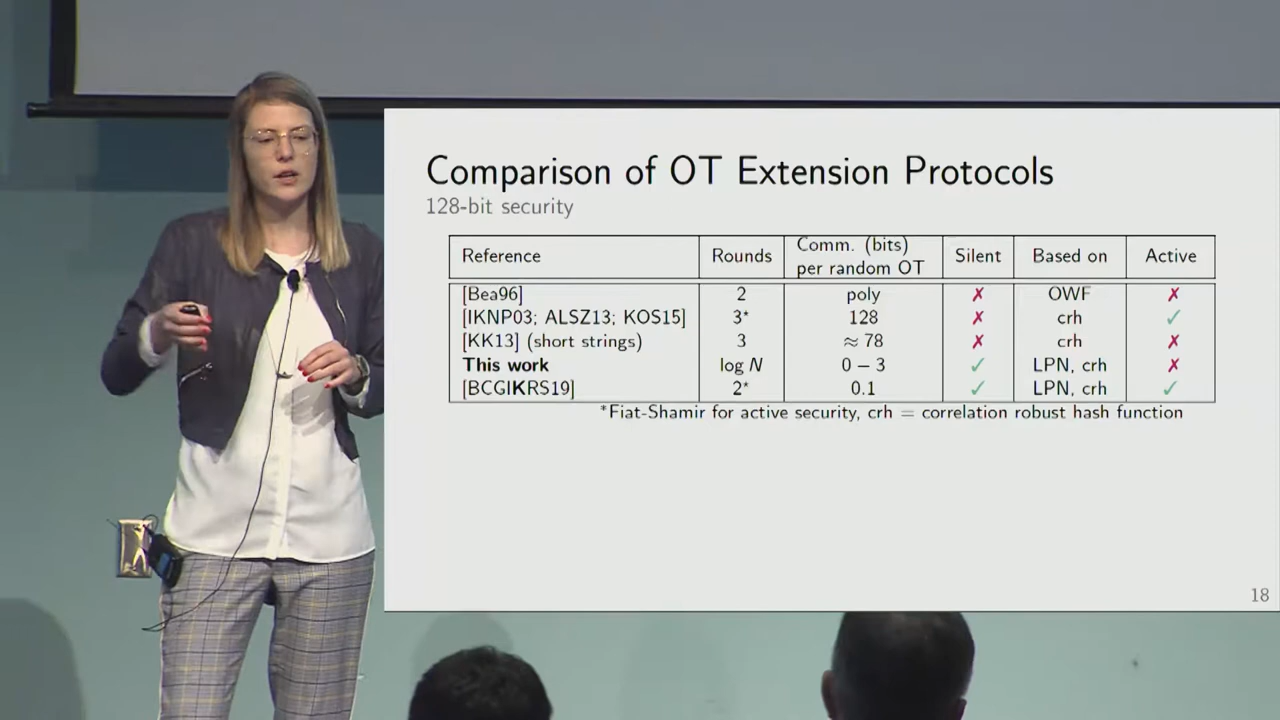 Comparison of OT Extension Protocols
128-bit security
Reference Rounds Comm. (bits) per random OT Silent Based on Active
[Bea96] 2 poly ✗ OWF ✗
[IKNP03; ALSZ13; KOS15] 3* 128 ✗ crh ✓
[KK13] (short strings) 3 ≈ 78 ✗ crh ✗
This work log N 0 − 3 ✓ LPN, crh ✗
[BCGIKRS19] 2* 0.1 ✓ LPN, crh ✓
*Fiat-Shamir for active security, crh = correlation robust hash function
18